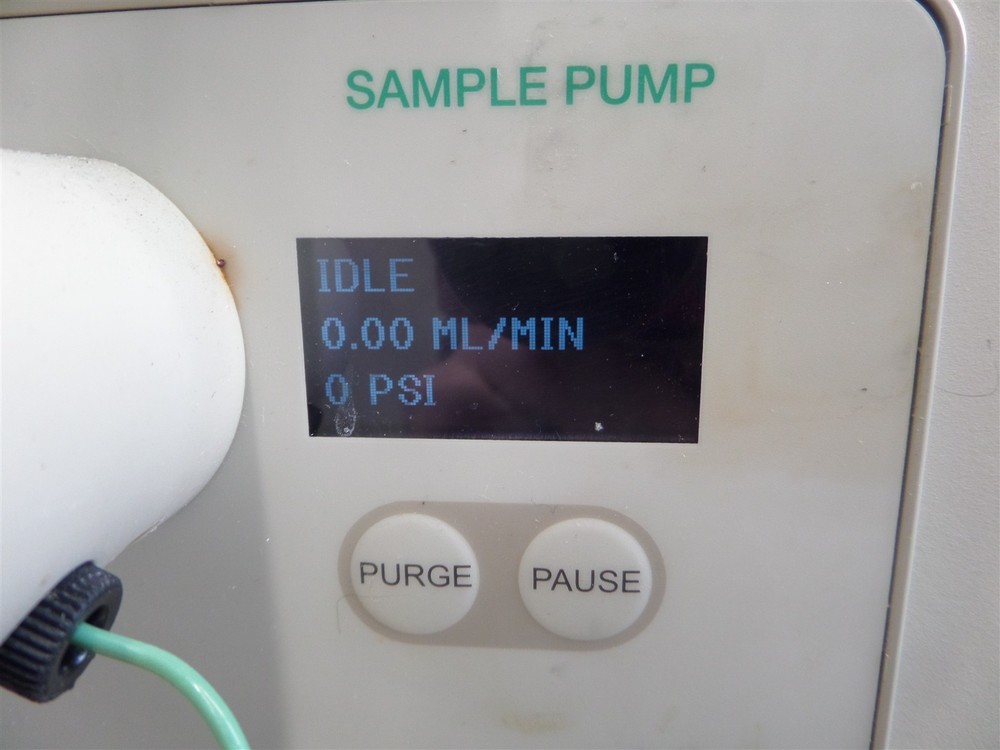 SAMPLE PUMP
IDLE
0.00 ML/MIN
0 PSI
PURGE
PAUSE